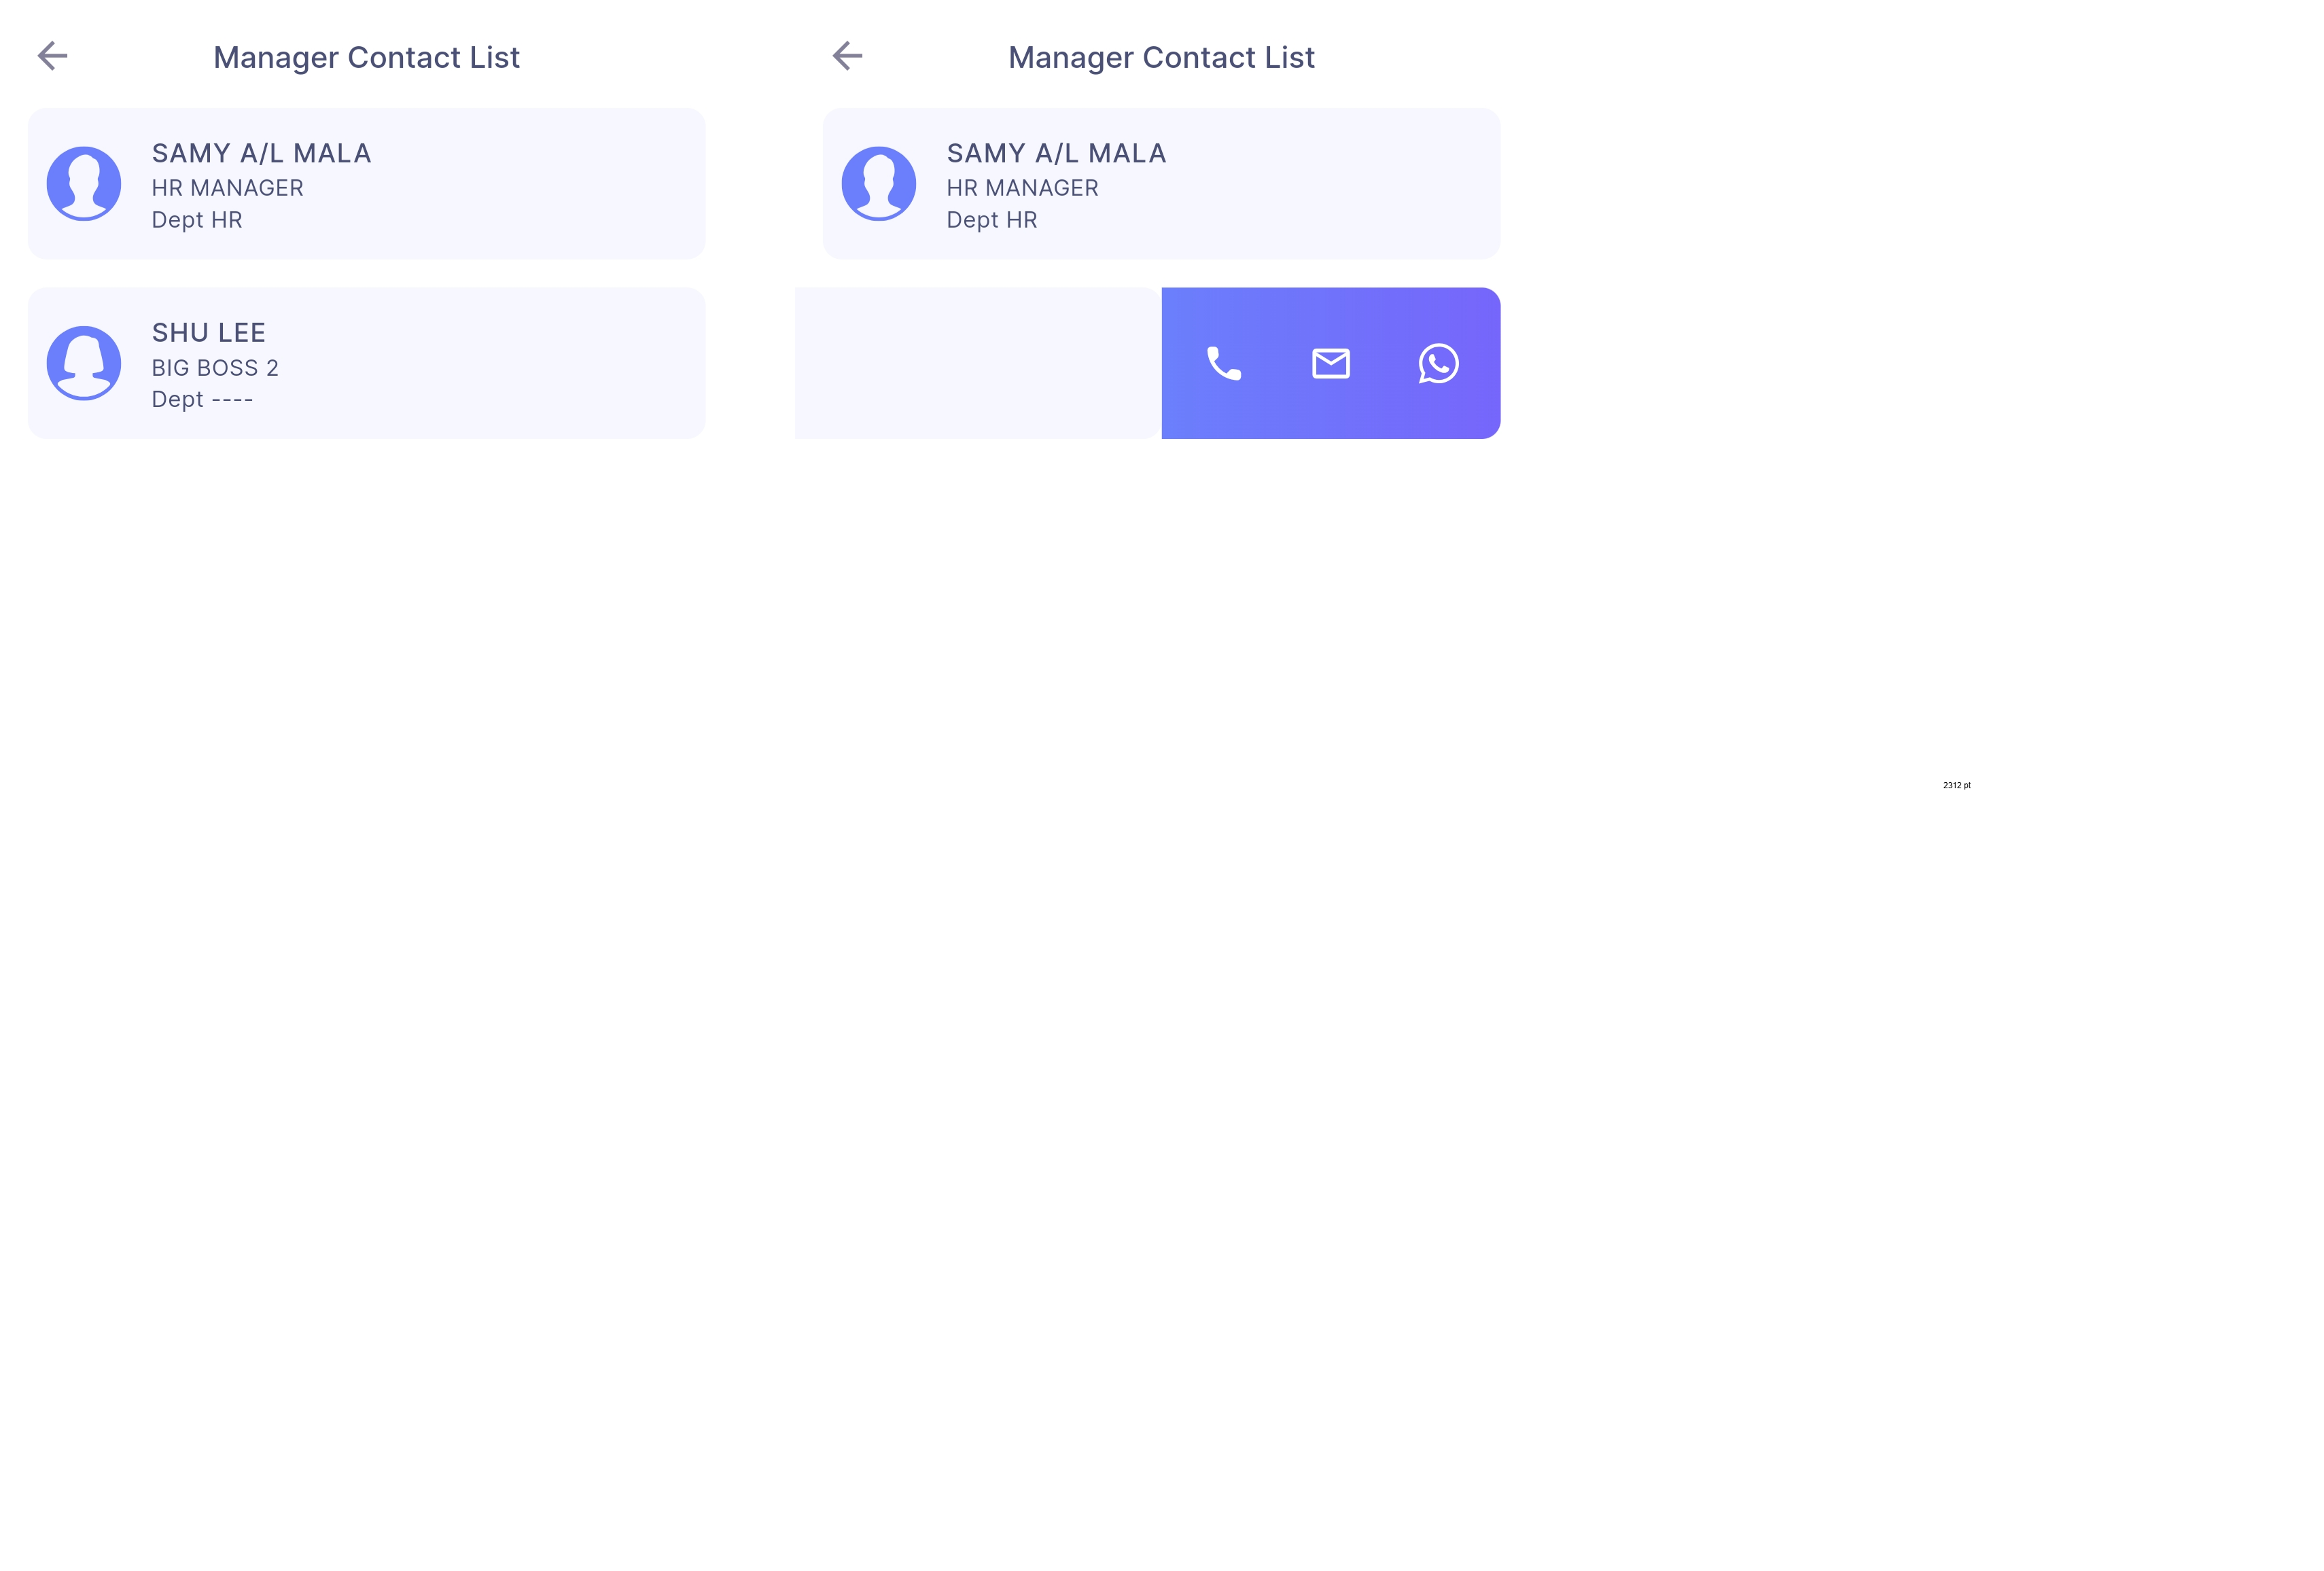 Manager Contact List
SAMY A/L MALA
HR MANAGER
Dept HR
SHU LEE
BIG BOSS 2
Dept ----
Manager Contact List
SAMY A/L MALA
HR MANAGER
Dept HR
2312 pt